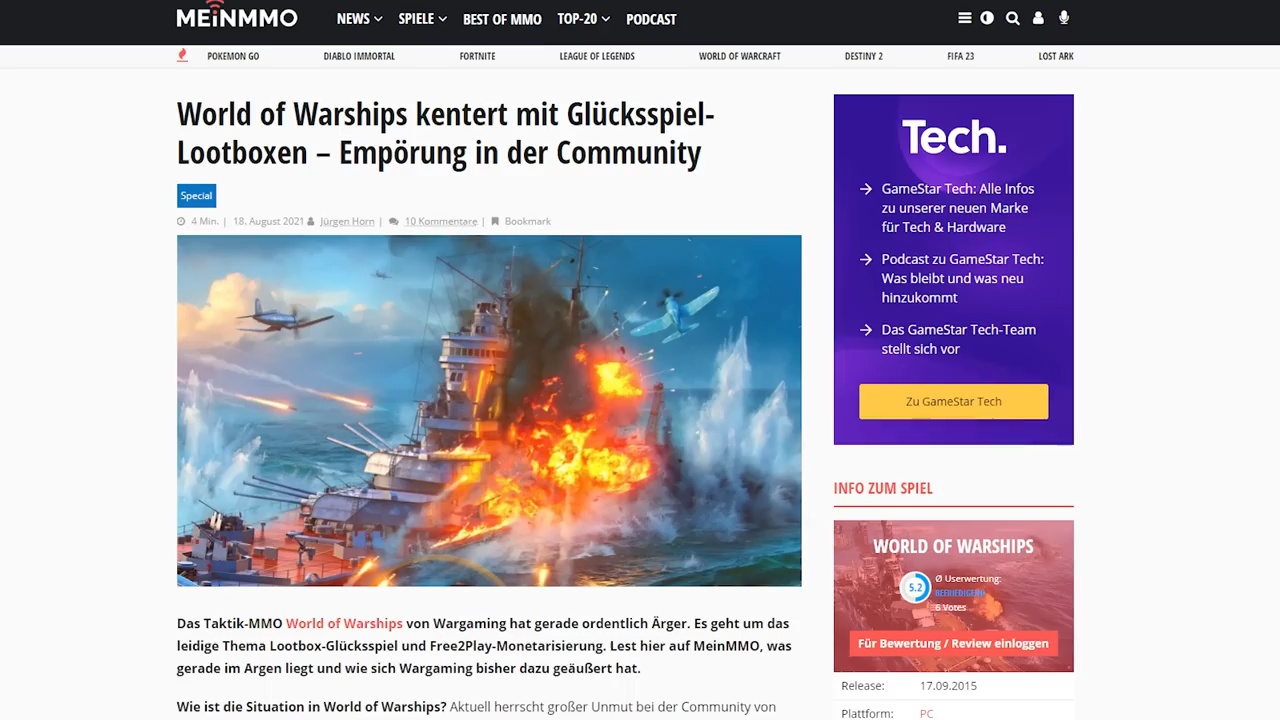 MEiNMMO
NEWS SPIELE BEST OF MMO TOP-20 PODCAST
POKEMON GO DIABLO IMMORTAL FORTNITE LEAGUE OF LEGENDS WORLD OF WARCRAFT DESTINY 2 FIFA 23 LOST ARK
World of Warships kentert mit Glücksspiel-
Lootboxen – Empörung in der Community
Special
4 Min. | 18. August 2021 Jürgen Horn | 10 Kommentare | Bookmark
Das Taktik-MMO World of Warships von Wargaming hat gerade ordentlich Ärger. Es geht um das
leidige Thema Lootbox-Glücksspiel und Free2Play-Monetarisierung. Lest hier auf MeinMMO, was
gerade im Argen liegt und wie sich Wargaming bisher dazu geäußert hat.
Wie ist die Situation in World of Warships? Aktuell herrscht großer Unmut bei der Community von
Tech.
GameStar Tech: Alle Infos
zu unserer neuen Marke
für Tech & Hardware
Podcast zu GameStar Tech:
Was bleibt und was neu
hinzukommt
Das GameStar Tech-Team
stellt sich vor
Zu GameStar Tech
INFO ZUM SPIEL
WORLD OF WARSHIPS
5.2
Ø Userwertung:
BEFRIEDIGEND
6 Votes
Für Bewertung / Review einloggen
Release: 17.09.2015
Plattform: PC